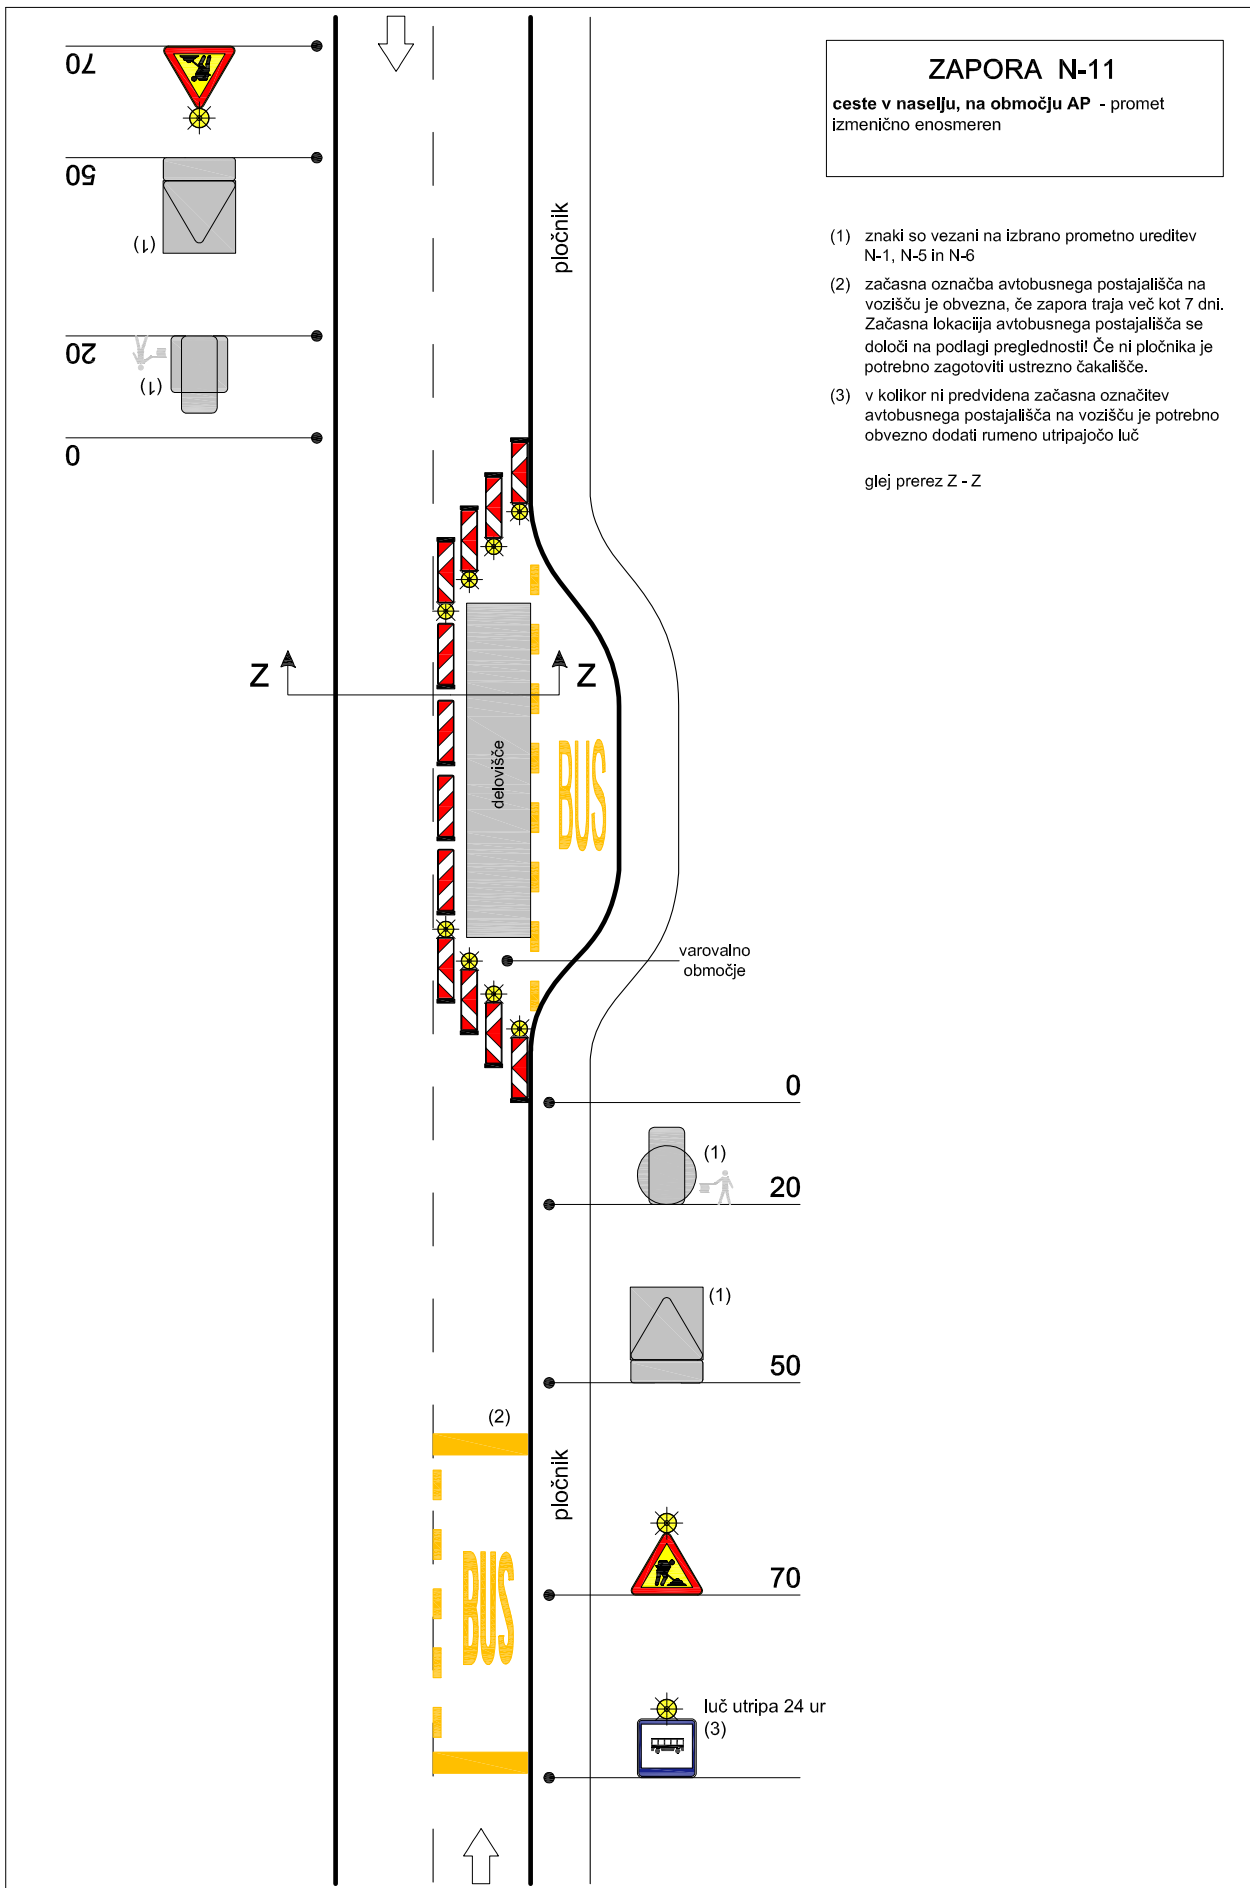 ZAPORA N-11
ceste v naselju, na območju AP - promet
izmenično enosmeren
(1) znaki so vezani na izbrano prometno ureditev
N-1, N-5 in N-6
(2) začasna označba avtobusnega postajališča na
vozišču je obvezna, če zapora traja več kot 7 dni.
Začasna lokaciija avtobusnega postajališča se
določi na podlagi preglednosti! Če ni pločnika je
potrebno zagotoviti ustrezno čakališče.
(3) v kolikor ni predvidena začasna označitev
avtobusnega postajališča na vozišču je potrebno
obvezno dodati rumeno utripajočo luč
glej prerez Z - Z
70
50
(1)
20
(1)
0
pločnik
Z
Z
delovišče
BUS
varovalno
območje
0
(1)
20
(1)
50
(2)
pločnik
70
BUS
luč utripa 24 ur
(3)